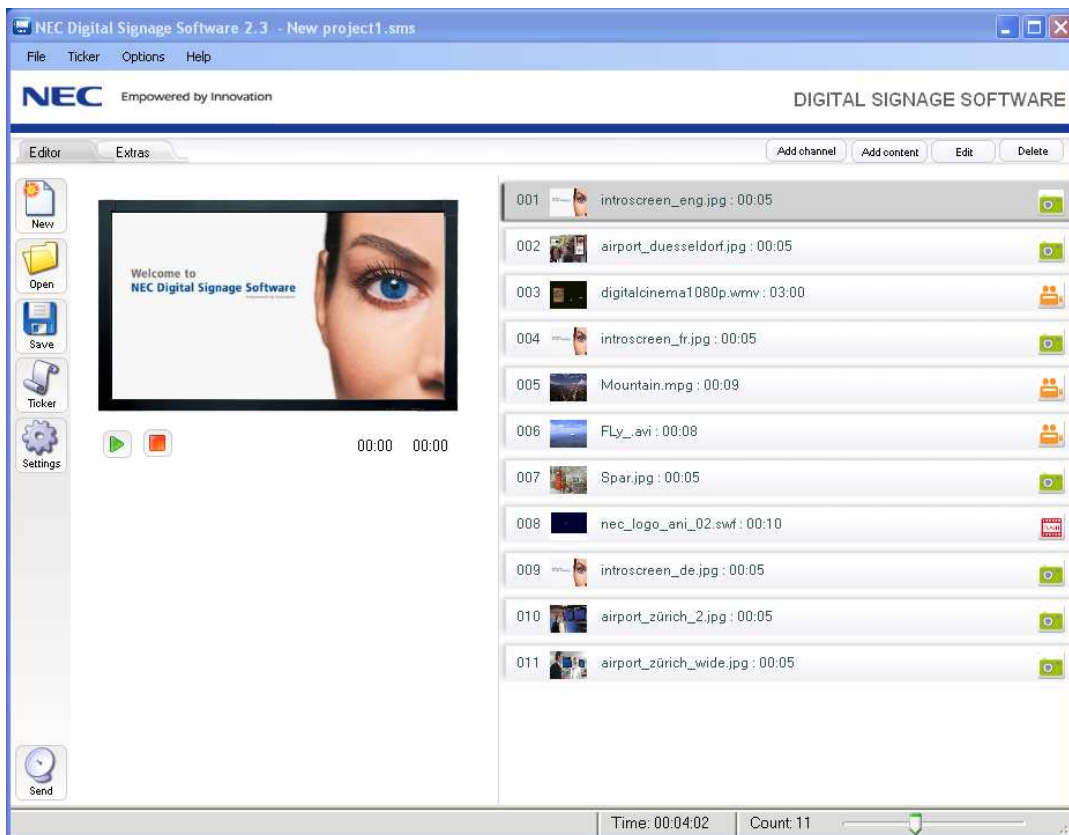 NEC Digital Signage Software 2.3 - New project1.sms
File Ticker Options Help
NEC Empowered by Innovation
DIGITAL SIGNAGE SOFTWARE
Editor Extras
Add channel Add content Edit Delete
New
Open
Save
Ticker
Settings
Send
Welcome to
NEC Digital Signage Software
Empowered by Innovation
00:00 00:00
001 introscreen_eng.jpg : 00:05
002 airport_duesseldorf.jpg : 00:05
003 digitalcinema1080p.wmv : 03:00
004 introscreen_fr.jpg : 00:05
005 Mountain.mpg : 00:09
006 FLy_.avi : 00:08
007 Spar.jpg : 00:05
008 nec_logo_ani_02.swf : 00:10
009 introscreen_de.jpg : 00:05
010 airport_zürich_2.jpg : 00:05
011 airport_zürich_wide.jpg : 00:05
Time: 00:04:02 Count: 11